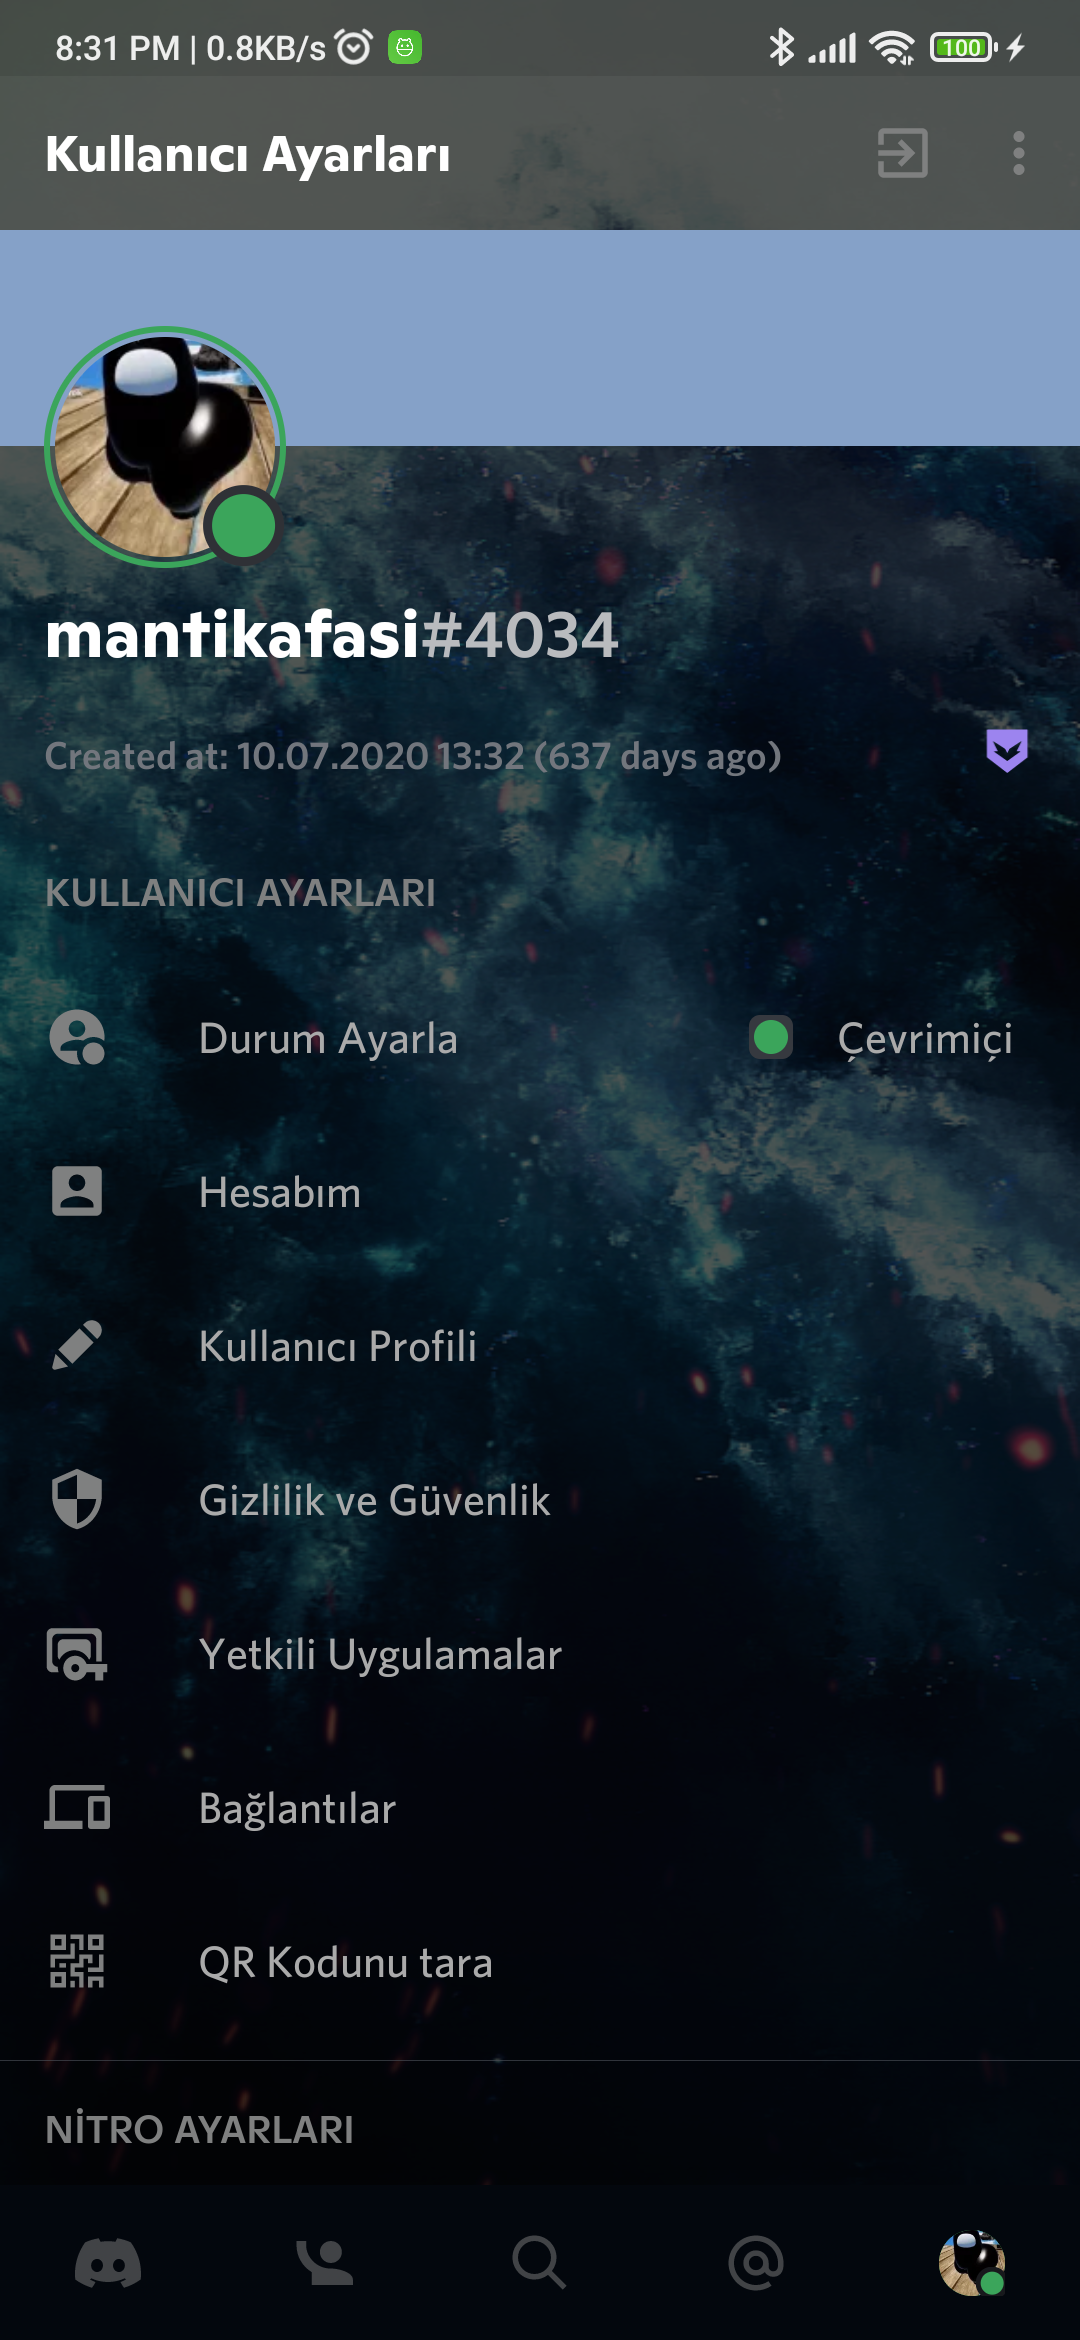 8:31 PM | 0.8KB/s
100
Kullanıcı Ayarları
mantikafasi#4034
Created at: 10.07.2020 13:32 (637 days ago)
KULLANICI AYARLARI
Durum Ayarla
Çevrimiçi
Hesabım
Kullanıcı Profili
Gizlilik ve Güvenlik
Yetkili Uygulamalar
Bağlantılar
QR Kodunu tara
NİTRO AYARLARI